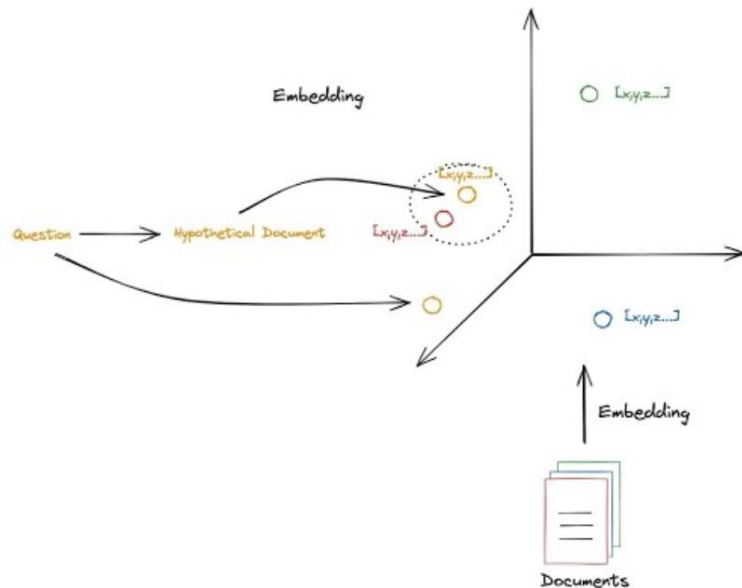 Embedding
[x,y,z...]
[x,y,z...]
Question
Hypothetical Document
[x,y,z...]
[x,y,z...]
Embedding
Documents